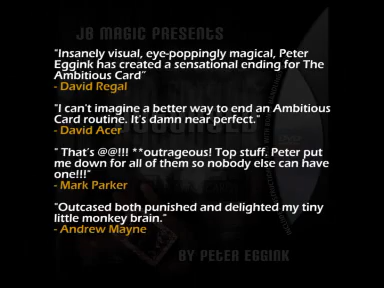 JB MAGIC PRESENTS
"Insanely visual, eye-poppingly magical, Peter
Eggink has created a sensational ending for The
Ambitious Card"
- David Regal
"I can't imagine a better way to end an Ambitious
Card routine. It's damn near perfect."
- David Acer
" That's @@!!! **outrageous! Top stuff. Peter put
me down for all of them so nobody else can have
one!!!"
- Mark Parker
"Outcased both punished and delighted my tiny
little monkey brain."
- Andrew Mayne
BY PETER EGGINK